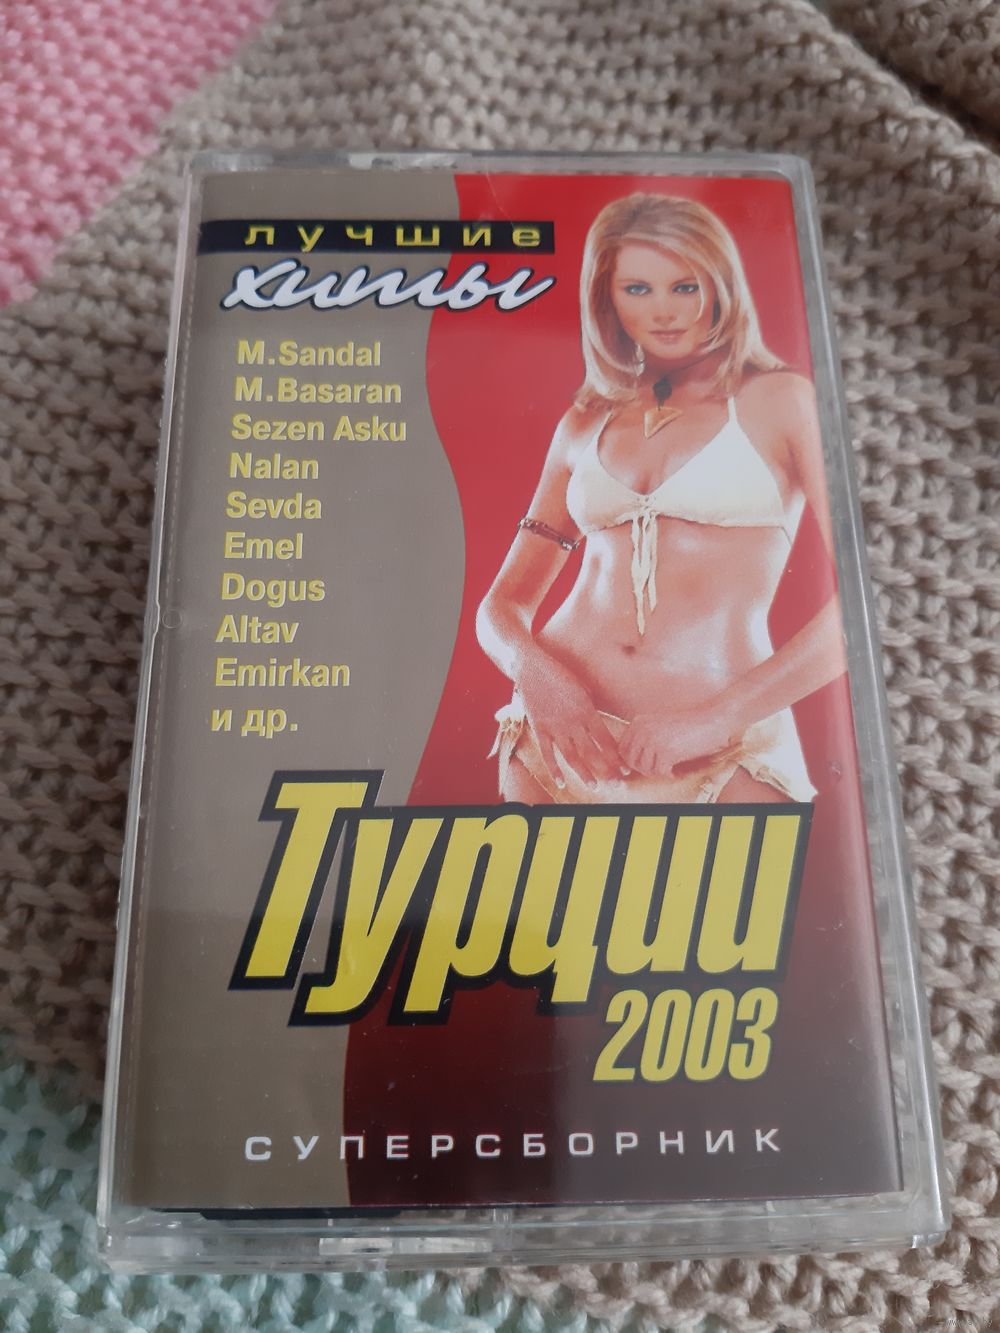 лучшие
хиты
M.Sandal
M.Basaran
Sezen Asku
Nalan
Sevda
Emel
Dogus
Altav
Emirkan
и др.
Турции
2003
СУПЕРСБОРНИК